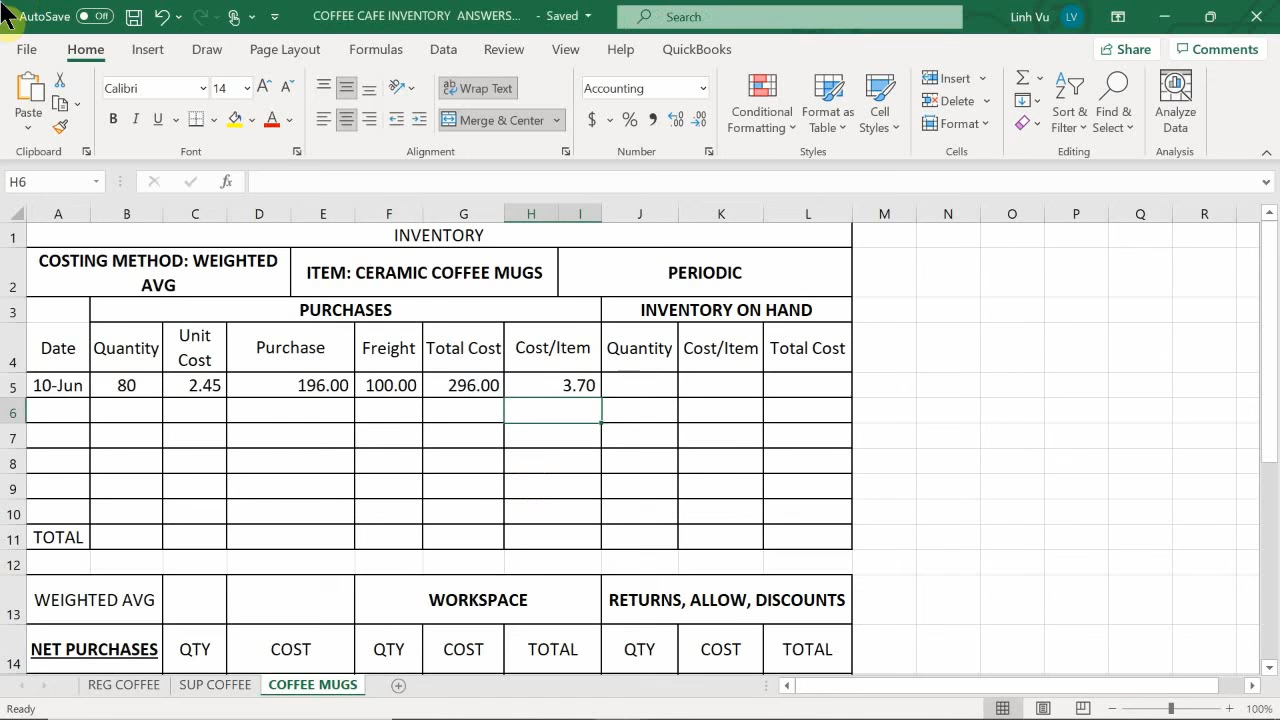 AutoSave Off COFFEE CAFE INVENTORY ANSWERS... - Saved Search Linh Vu LV
File Home Insert Draw Page Layout Formulas Data Review View Help QuickBooks Share Comments
Paste
Calibri 14
B I U A
Wrap Text
Merge & Center
Accounting
$ %
Conditional Formatting
Format as Table
Cell Styles
Insert
Delete
Format
Sort & Filter
Find & Select
Analyze Data
Clipboard Font Alignment Number Styles Cells Editing Analysis
H6 fx
A B C D E F G H I J K L M N O P Q R
1 INVENTORY
2 COSTING METHOD: WEIGHTED AVG ITEM: CERAMIC COFFEE MUGS PERIODIC
3 PURCHASES INVENTORY ON HAND
4 Date Quantity Unit Cost Purchase Freight Total Cost Cost/Item Quantity Cost/Item Total Cost
5 10-Jun 80 2.45 196.00 100.00 296.00 3.70
6
7
8
9
10
11 TOTAL
12
13 WEIGHTED AVG WORKSPACE RETURNS, ALLOW, DISCOUNTS
14 NET PURCHASES QTY COST QTY COST TOTAL QTY COST TOTAL
REG COFFEE SUP COFFEE COFFEE MUGS
Ready 100%